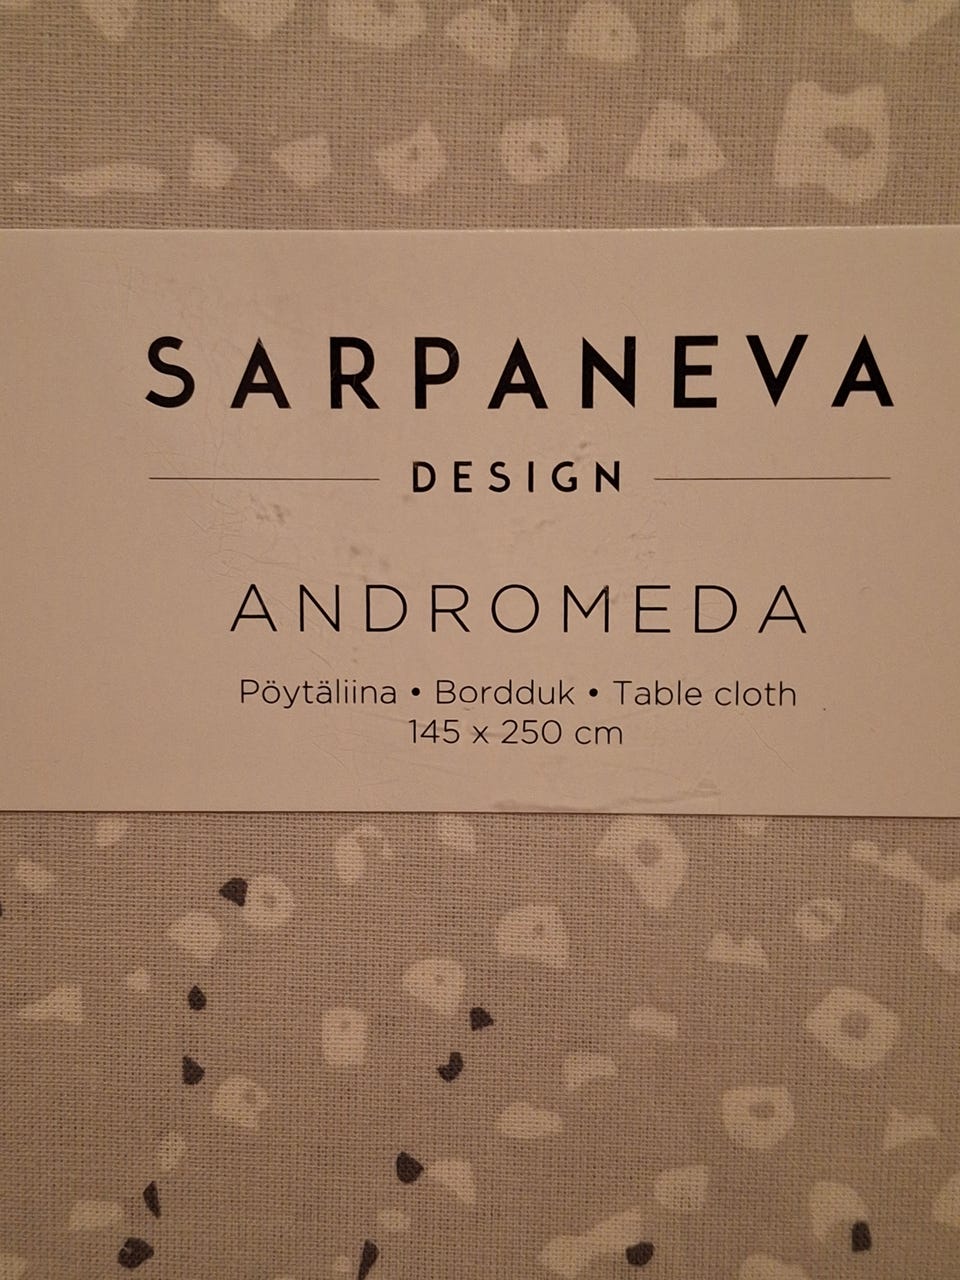 SARPANEVA
DESIGN
ANDROMEDA
Pöytäliina • Bordduk • Table cloth
145 x 250 cm